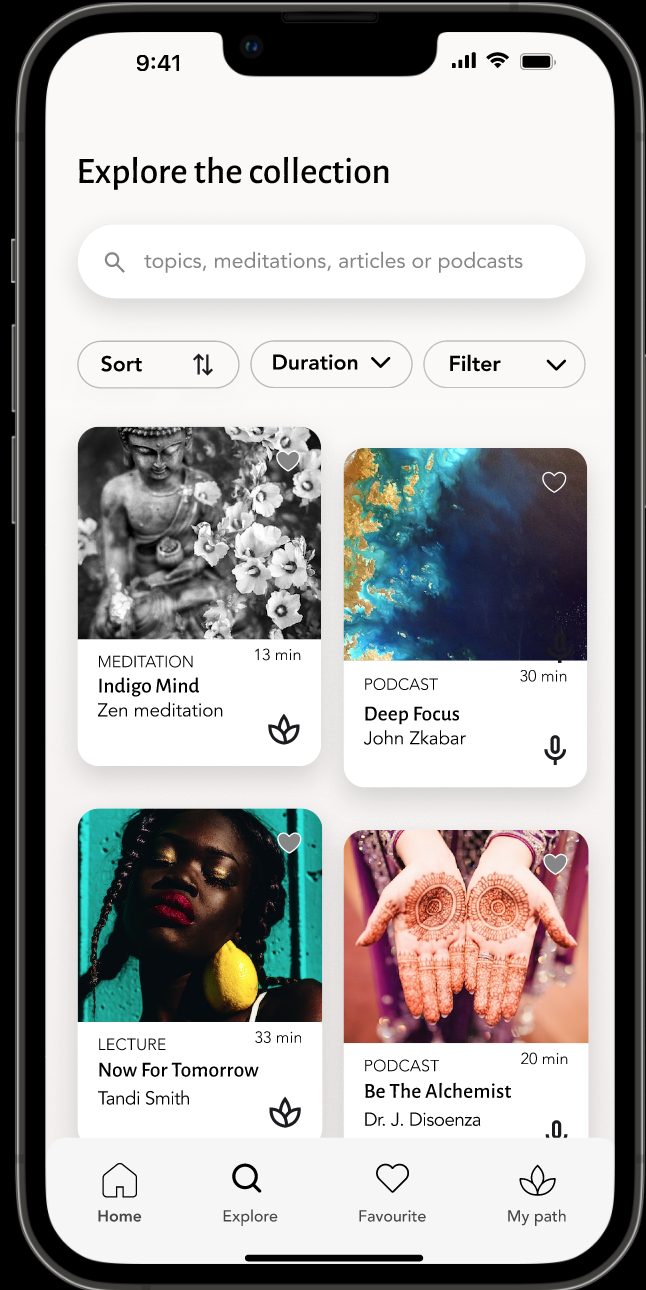 9:41
Explore the collection
topics, meditations, articles or podcasts
Sort
Duration
Filter
13 min
MEDITATION
Indigo Mind
Zen meditation
30 min
PODCAST
Deep Focus
John Zkabar
33 min
LECTURE
Now For Tomorrow
Tandi Smith
20 min
PODCAST
Be The Alchemist
Dr. J. Disoenza
Home
Explore
Favourite
My path